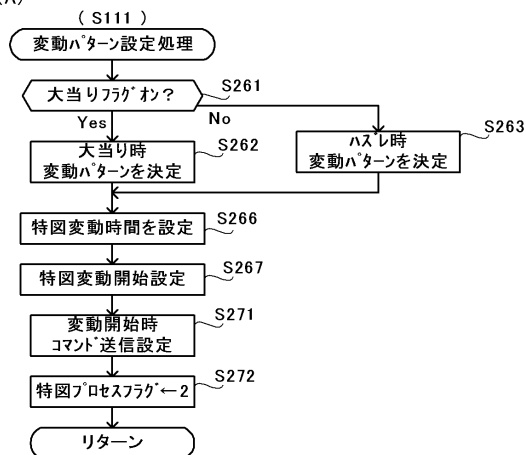 (A)
( S111 )
変動ﾊﾟﾀｰﾝ設定処理
大当りﾌﾗｸﾞｵﾝ？
S261
Yes
No
大当り時
変動ﾊﾟﾀｰﾝを決定
S262
ﾊｽﾞﾚ時
変動ﾊﾟﾀｰﾝを決定
S263
特図変動時間を設定
S266
特図変動開始設定
S267
変動開始時
ｺﾏﾝﾄﾞ送信設定
S271
特図ﾌﾟﾛｾｽﾌﾗｸﾞ←2
S272
リターン